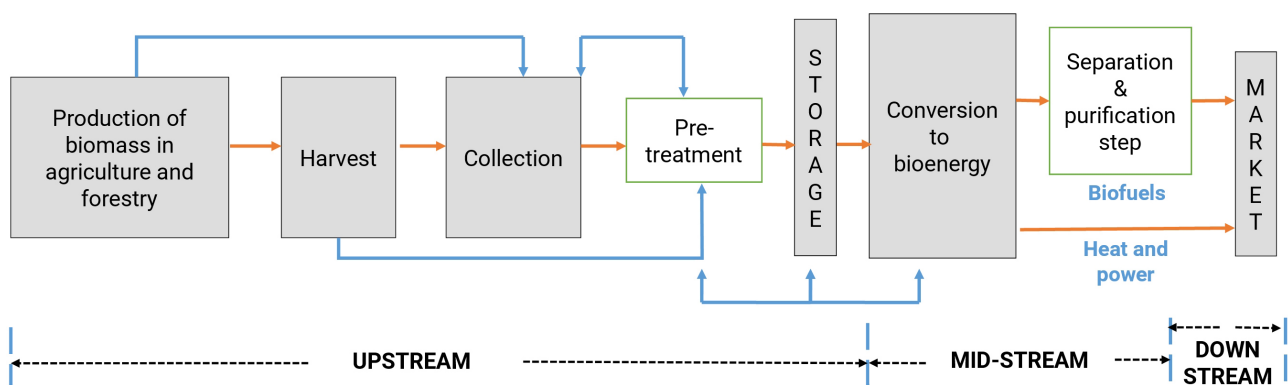 Production of
biomass in
agriculture and
forestry
Harvest
Collection
Pre-
treatment
S
T
O
R
A
G
E
Conversion
to
bioenergy
Separation
&
purification
step
Biofuels
Heat and
power
M
A
R
K
E
T
UPSTREAM
MID-STREAM
DOWN
STREAM